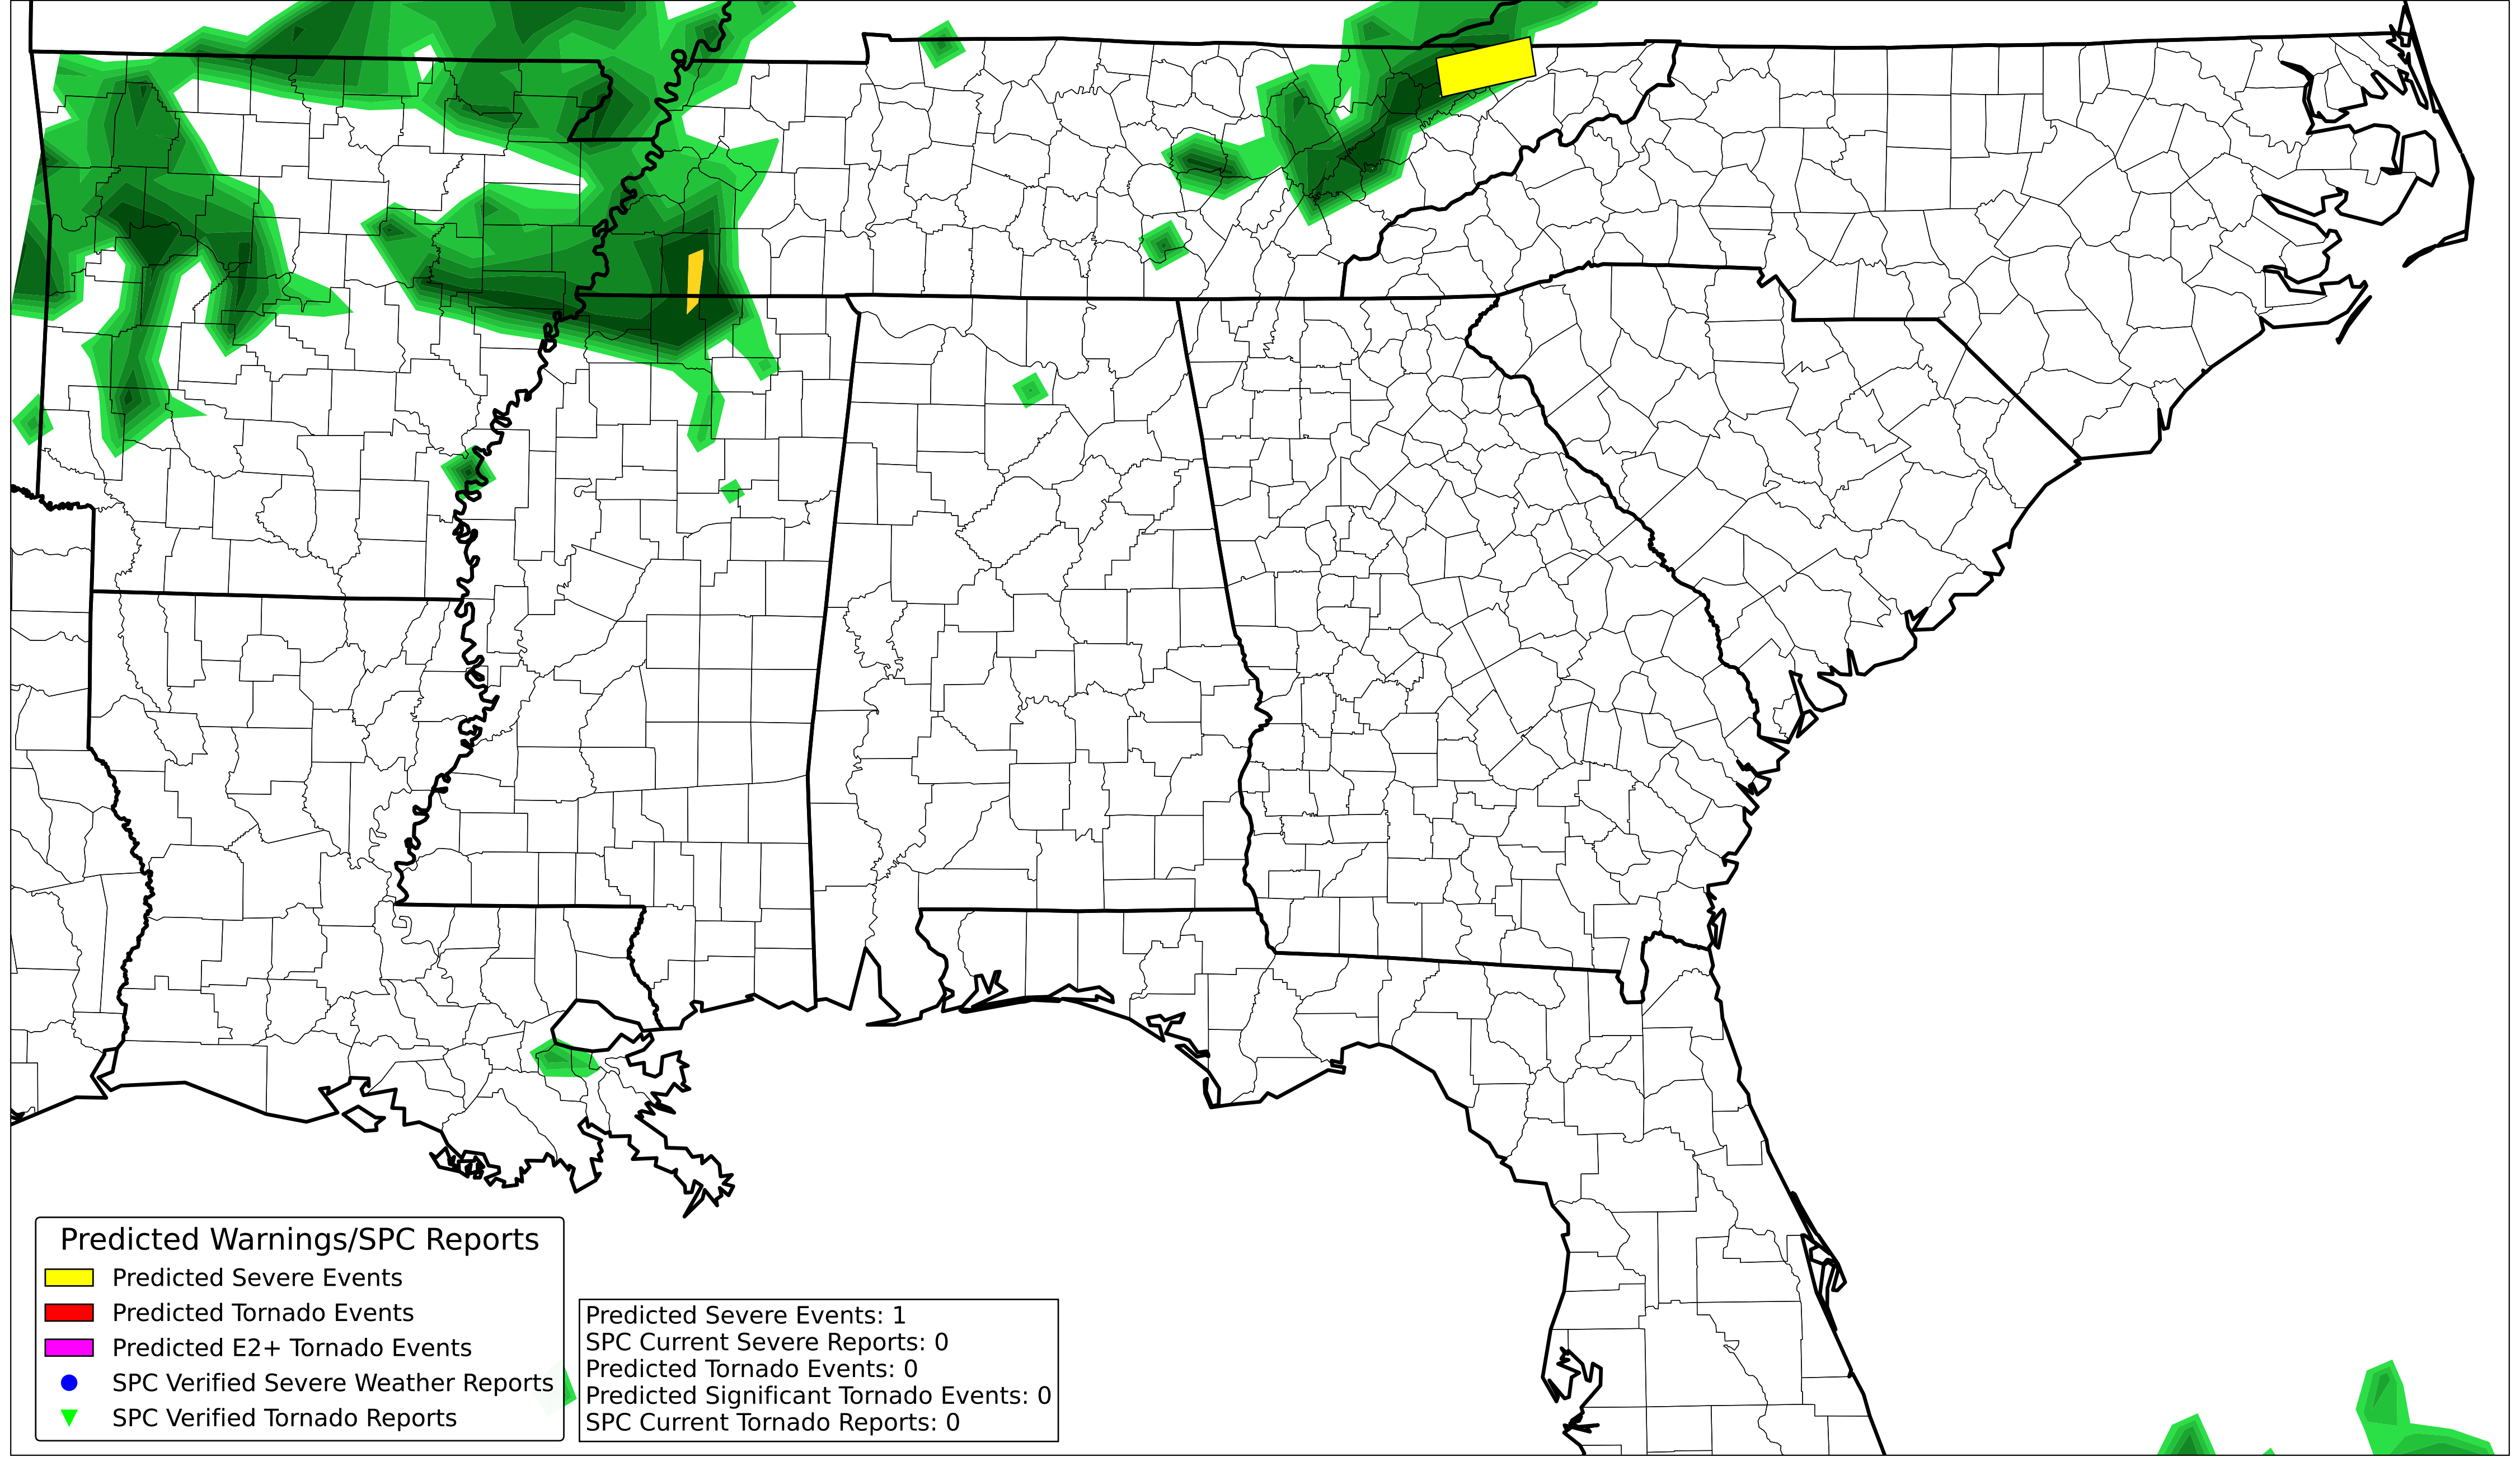 Predicted Warnings/SPC Reports
Predicted Severe Events
Predicted Tornado Events
Predicted E2+ Tornado Events
SPC Verified Severe Weather Reports
SPC Verified Tornado Reports
Predicted Severe Events: 1
SPC Current Severe Reports: 0
Predicted Tornado Events: 0
Predicted Significant Tornado Events: 0
SPC Current Tornado Reports: 0